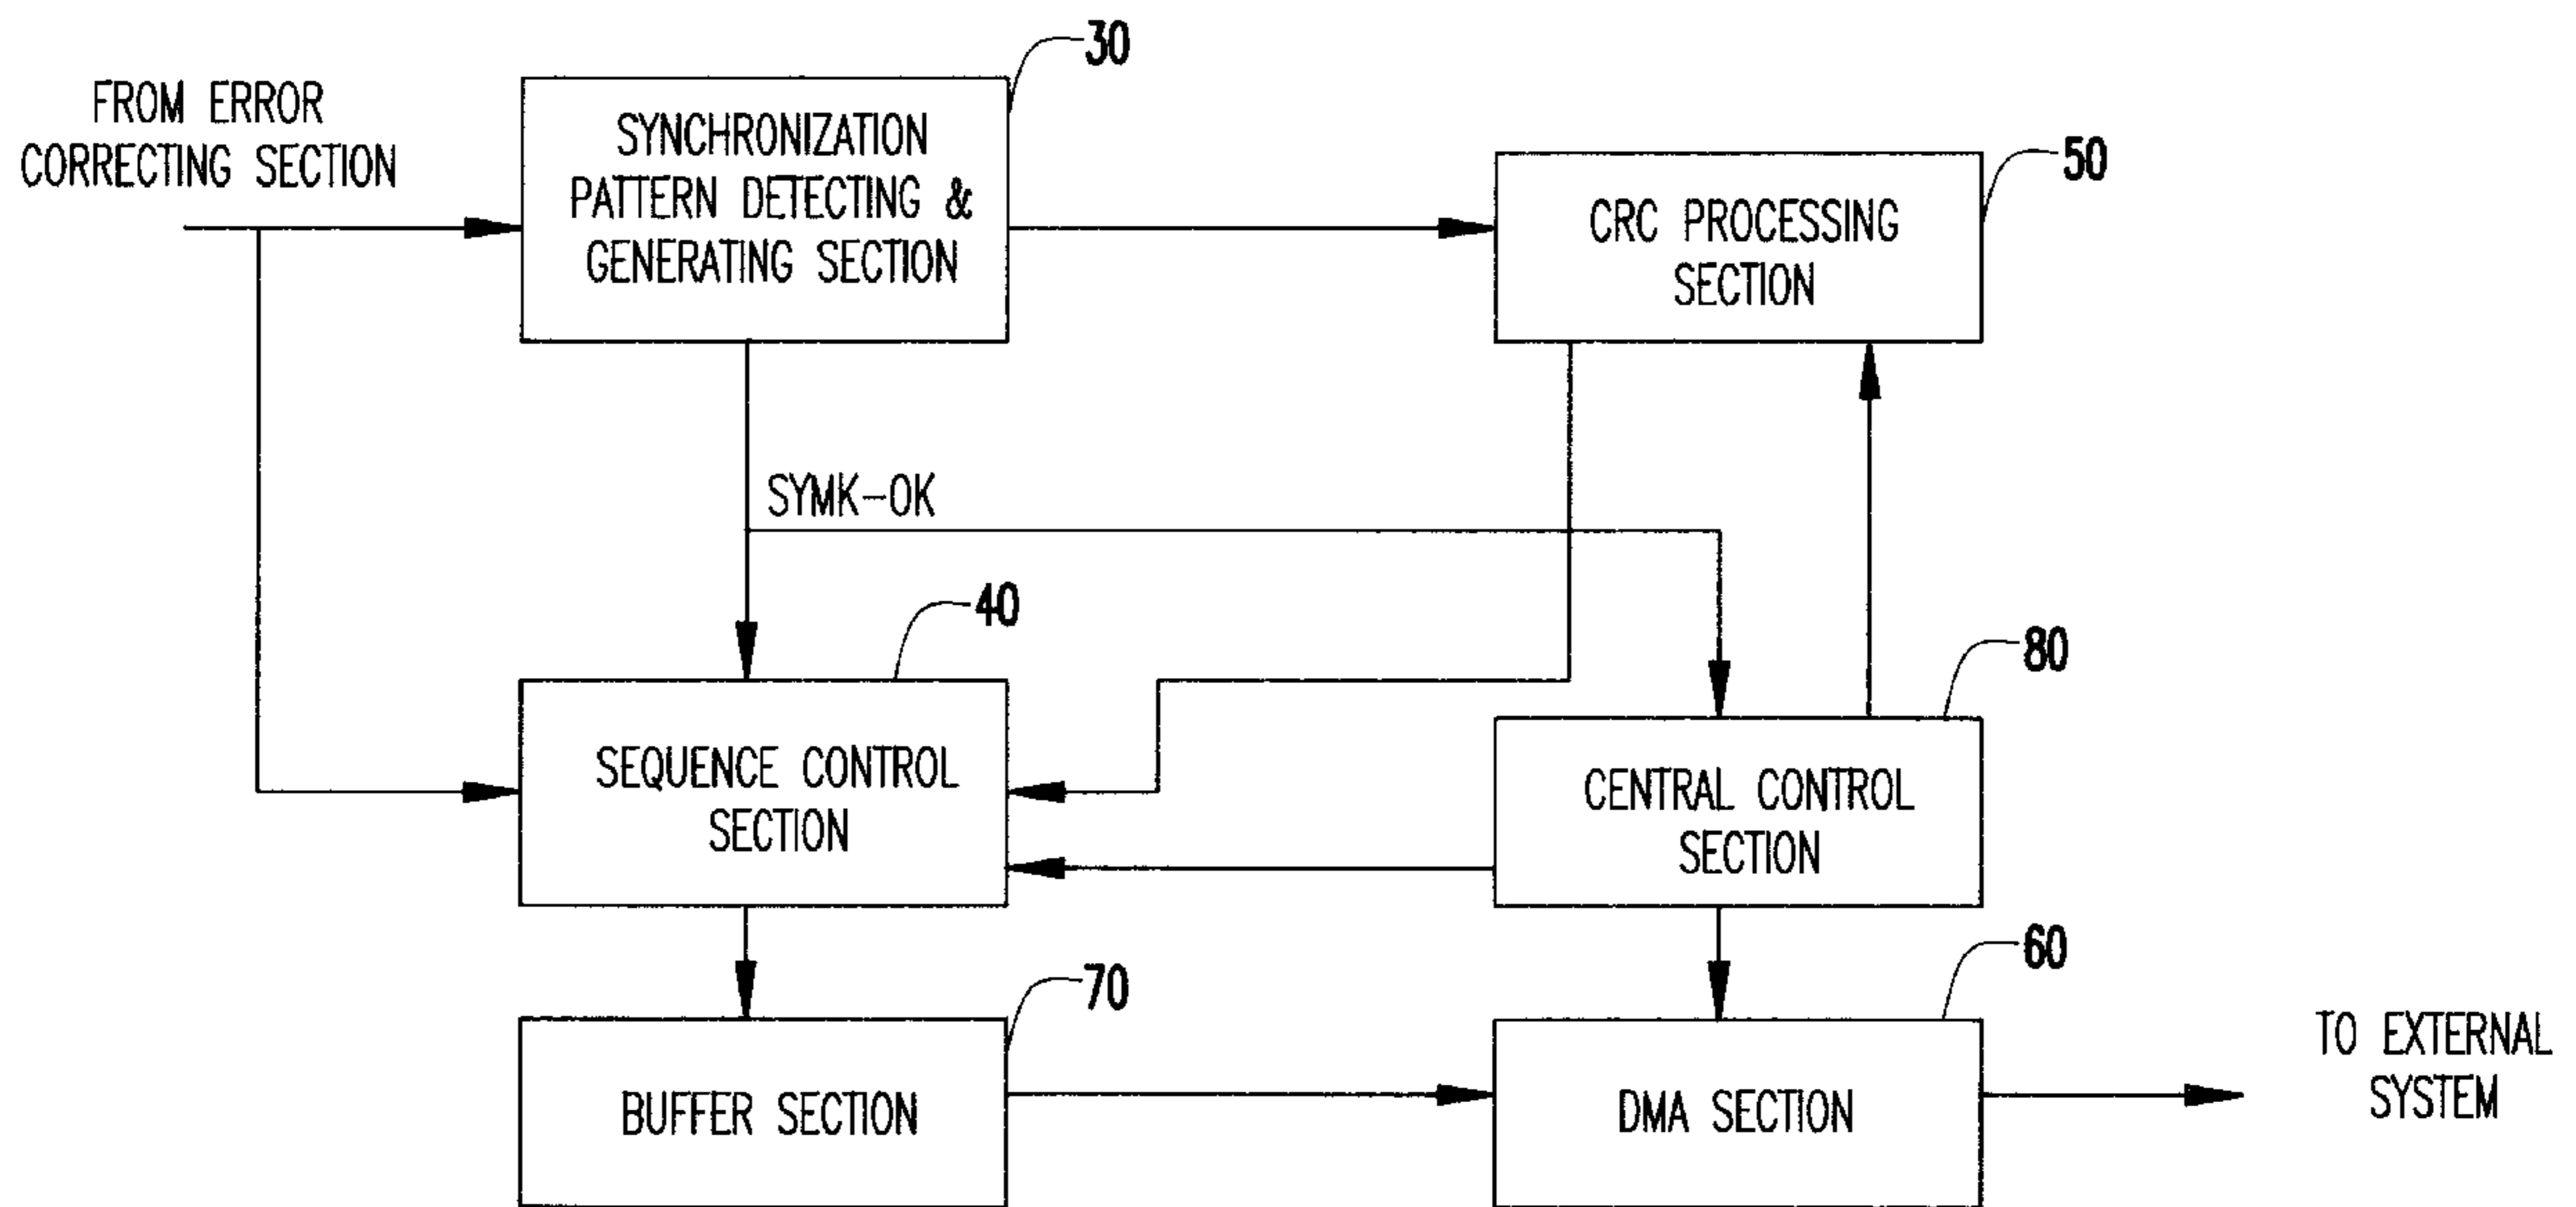 30
FROM ERROR
CORRECTING SECTION
SYNCHRONIZATION
PATTERN DETECTING &
GENERATING SECTION
50
CRC PROCESSING
SECTION
SYMK-OK
40
SEQUENCE CONTROL
SECTION
80
CENTRAL CONTROL
SECTION
70
BUFFER SECTION
60
DMA SECTION
TO EXTERNAL
SYSTEM